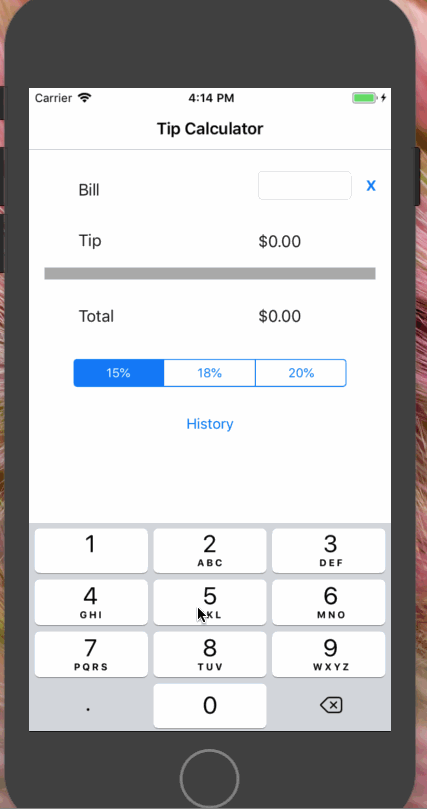 Carrier 4:14 PM
Tip Calculator
Bill X
Tip $0.00
Total $0.00
15% 18% 20%
History
1 2 3
ABC DEF
4 5 6
GHI KL MNO
7 8 9
PQRS TUV WXYZ
. 0